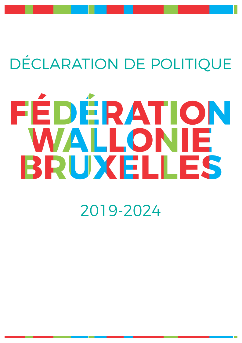 DÉCLARATION DE POLITIQUE
FÉDÉRATION
WALLONIE
BRUXELLES
2019-2024